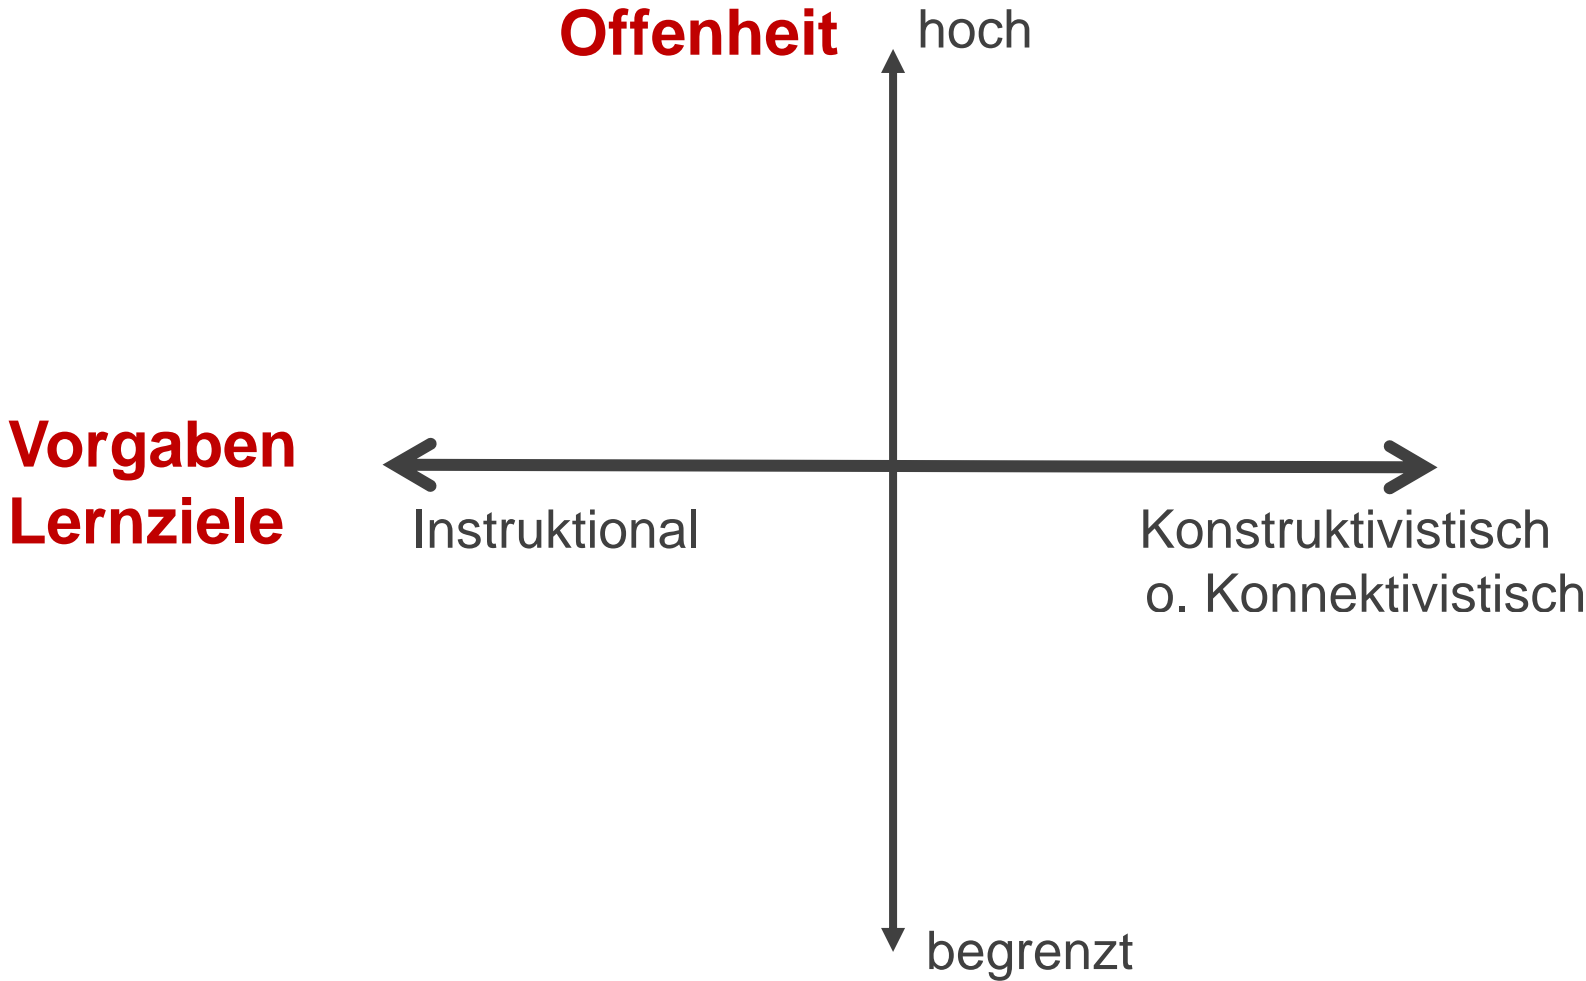 Offenheit
hoch
Vorgaben
Lernziele
Instruktional
Konstruktivistisch
o. Konnektivistisch
begrenzt